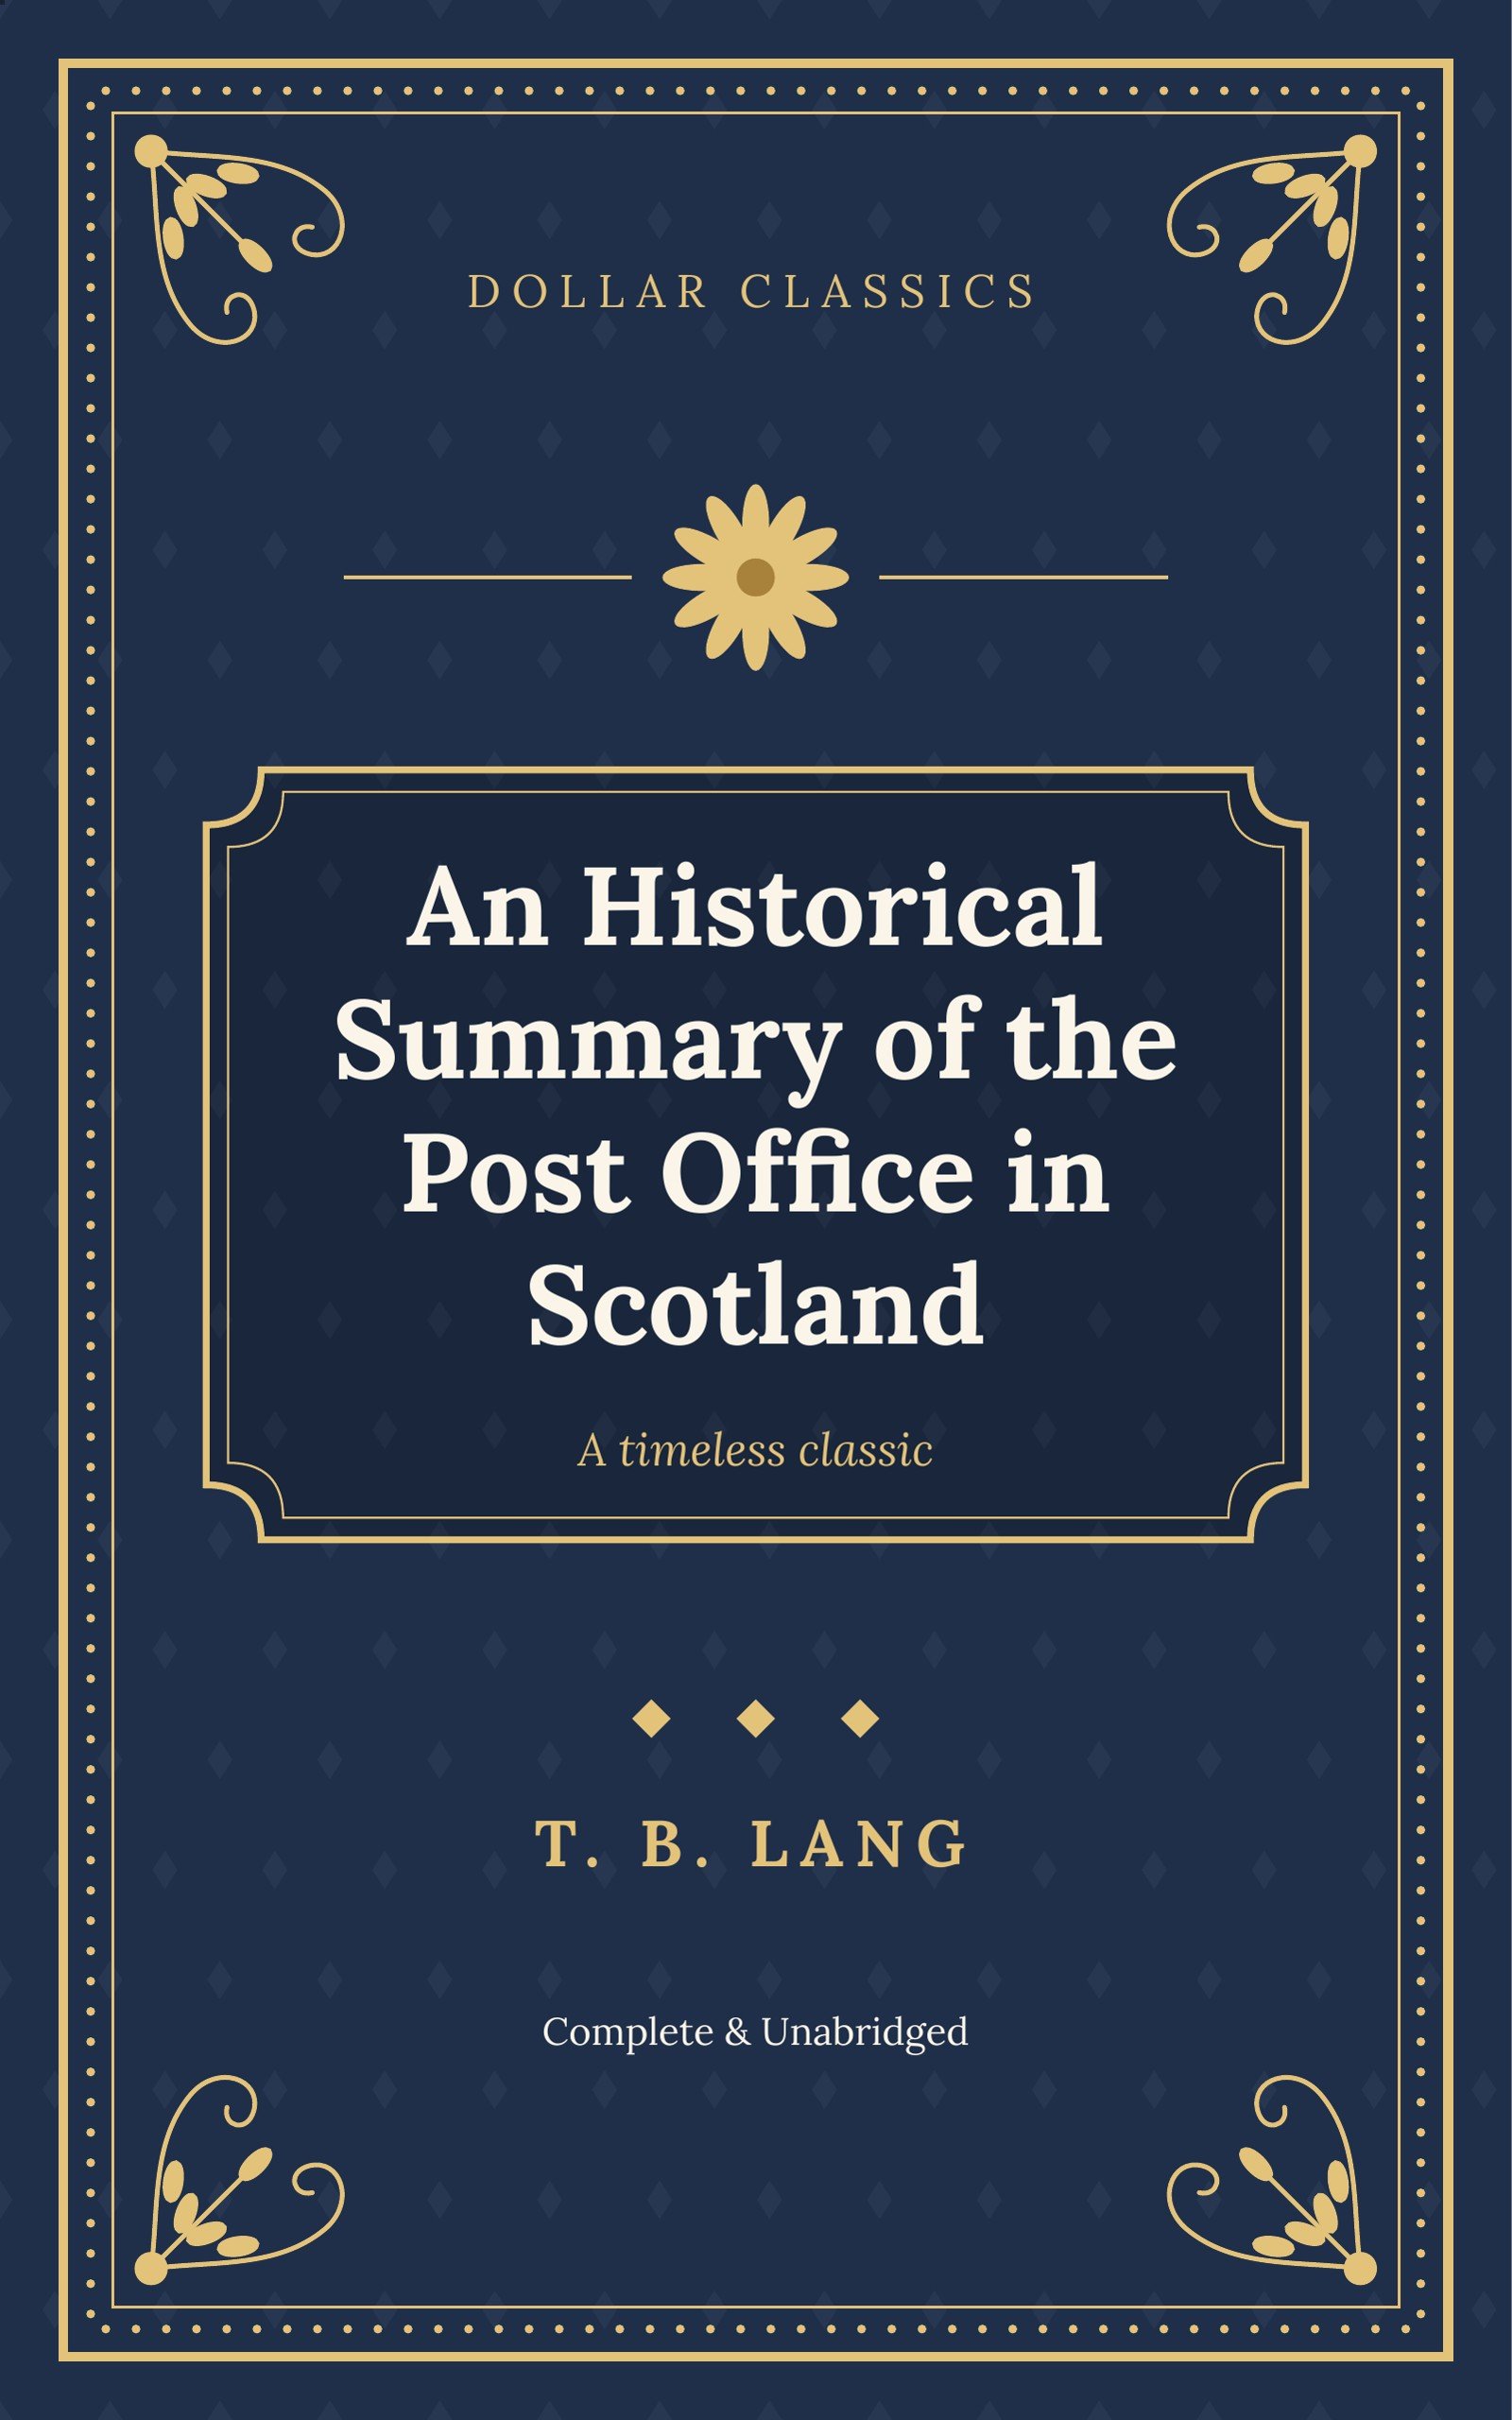 DOLLAR CLASSICS
An Historical
Summary of the
Post Office in
Scotland
A timeless classic
T. B. LANG
Complete & Unabridged